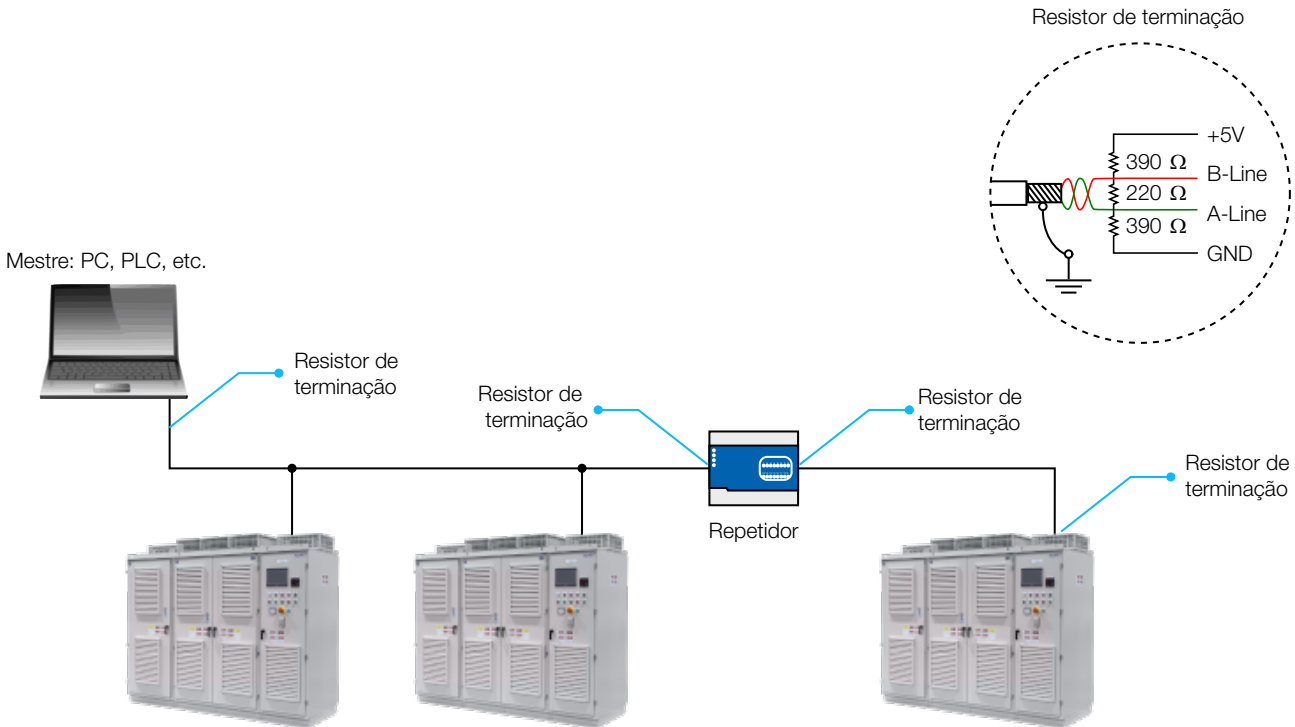 Resistor de terminação
+5V
390 Ω
B-Line
220 Ω
A-Line
390 Ω
GND
Mestre: PC, PLC, etc.
Resistor de
terminação
Resistor de
terminação
Resistor de
terminação
Resistor de
terminação
Repetidor